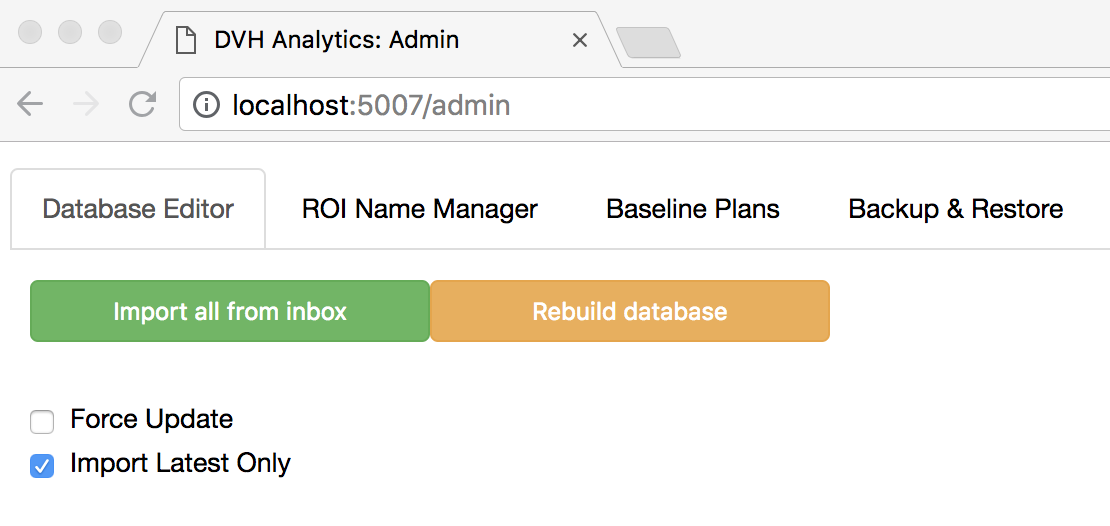 DVH Analytics: Admin
localhost:5007/admin
Database Editor ROI Name Manager Baseline Plans Backup & Restore
Import all from inbox Rebuild database
Force Update
Import Latest Only